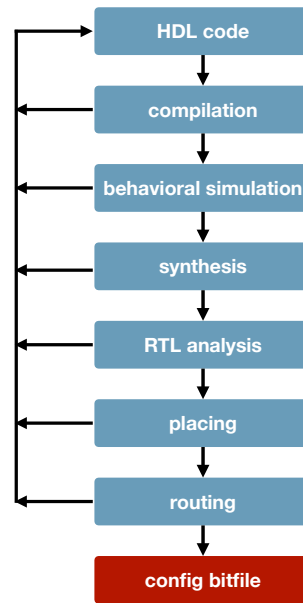 HDL code
compilation
behavioral simulation
synthesis
RTL analysis
placing
routing
config bitfile